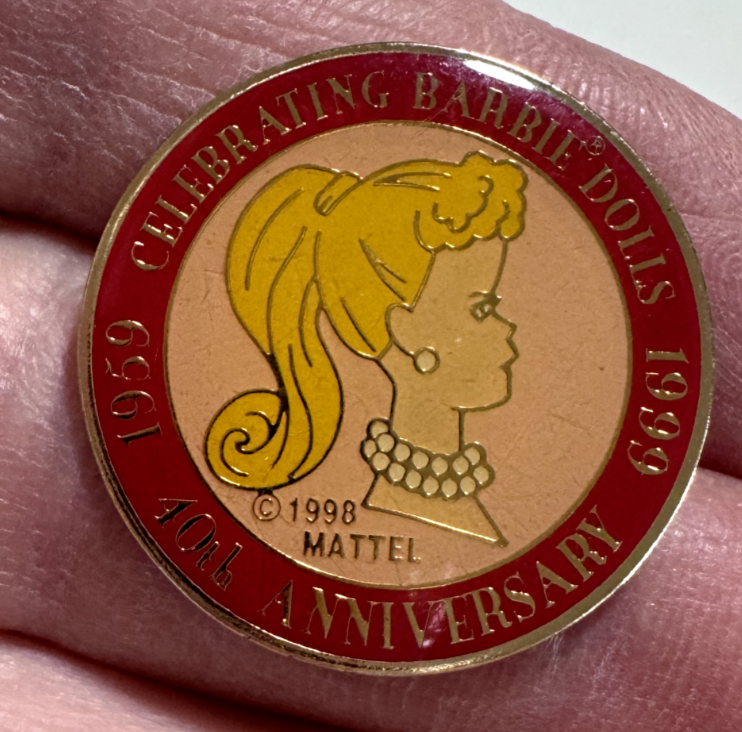 CELEBRATING BARBIE® DOLLS
1959 1999
40th ANNIVERSARY
© 1998
MATTEL